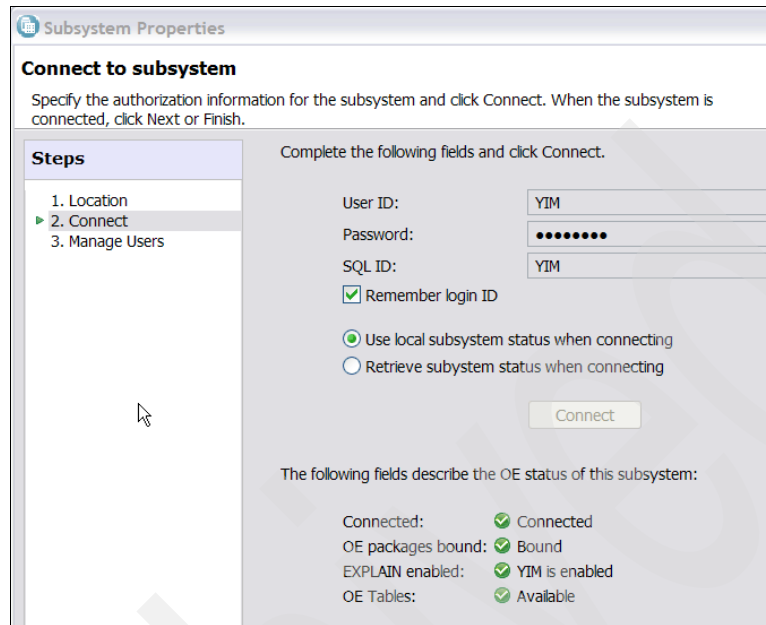 Subsystem Properties
Connect to subsystem
Specify the authorization information for the subsystem and click Connect. When the subsystem is
connected, click Next or Finish.
Steps
1. Location
2. Connect
3. Manage Users
Complete the following fields and click Connect.
User ID: YIM
Password: ●●●●●●●●
SQL ID: YIM
Remember login ID
Use local subsystem status when connecting
Retrieve subystem status when connecting
Connect
The following fields describe the OE status of this subsystem:
Connected: Connected
OE packages bound: Bound
EXPLAIN enabled: YIM is enabled
OE Tables: Available